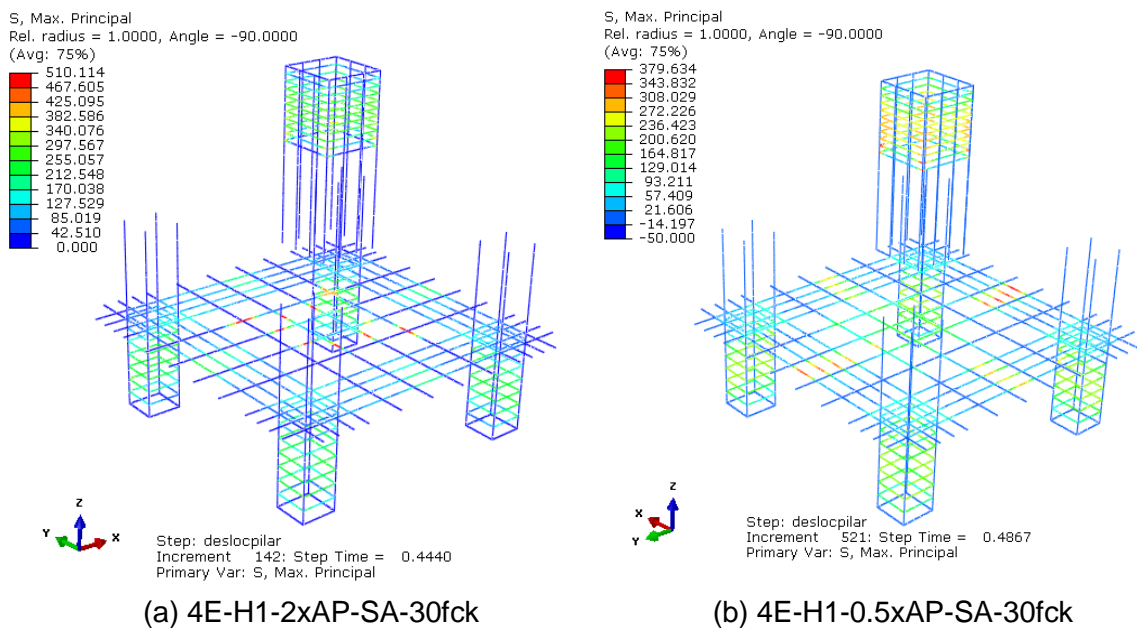 S, Max. Principal
Rel. radius = 1.0000, Angle = -90.0000
(Avg: 75%)
510.114
467.605
425.095
382.586
340.076
297.567
255.057
212.548
170.038
127.529
85.019
42.510
0.000
Z
Y
X
Step: deslocpilar
Increment 142: Step Time = 0.4440
Primary Var: S, Max. Principal
(a) 4E-H1-2xAP-SA-30fck
S, Max. Principal
Rel. radius = 1.0000, Angle = -90.0000
(Avg: 75%)
379.634
343.832
308.029
272.226
236.423
200.620
164.817
129.014
93.211
57.409
21.606
-14.197
-50.000
Z
X
Y
Step: deslocpilar
Increment 521: Step Time = 0.4867
Primary Var: S, Max. Principal
(b) 4E-H1-0.5xAP-SA-30fck